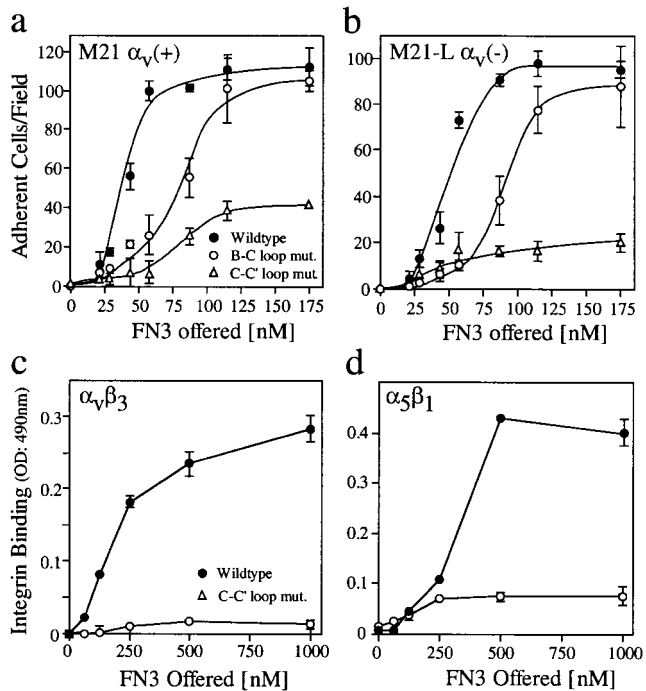 a
M21 αv(+)
Adherent Cells/Field
120
100
80
60
40
20
0
0 25 50 75 100 125 150 175
FN3 offered [nM]
Wildtype
B-C loop mut.
C-C' loop mut.
b
M21-L αv(-)
100
80
60
40
20
0
0 25 50 75 100 125 150 175
FN3 offered [nM]
c
αvβ3
Integrin Binding (OD: 490nm)
0.3
0.2
0.1
0
0 250 500 750 1000
FN3 Offered [nM]
Wildtype
C-C' loop mut.
d
α5β1
0.4
0.3
0.2
0.1
0
0 250 500 750 1000
FN3 Offered [nM]